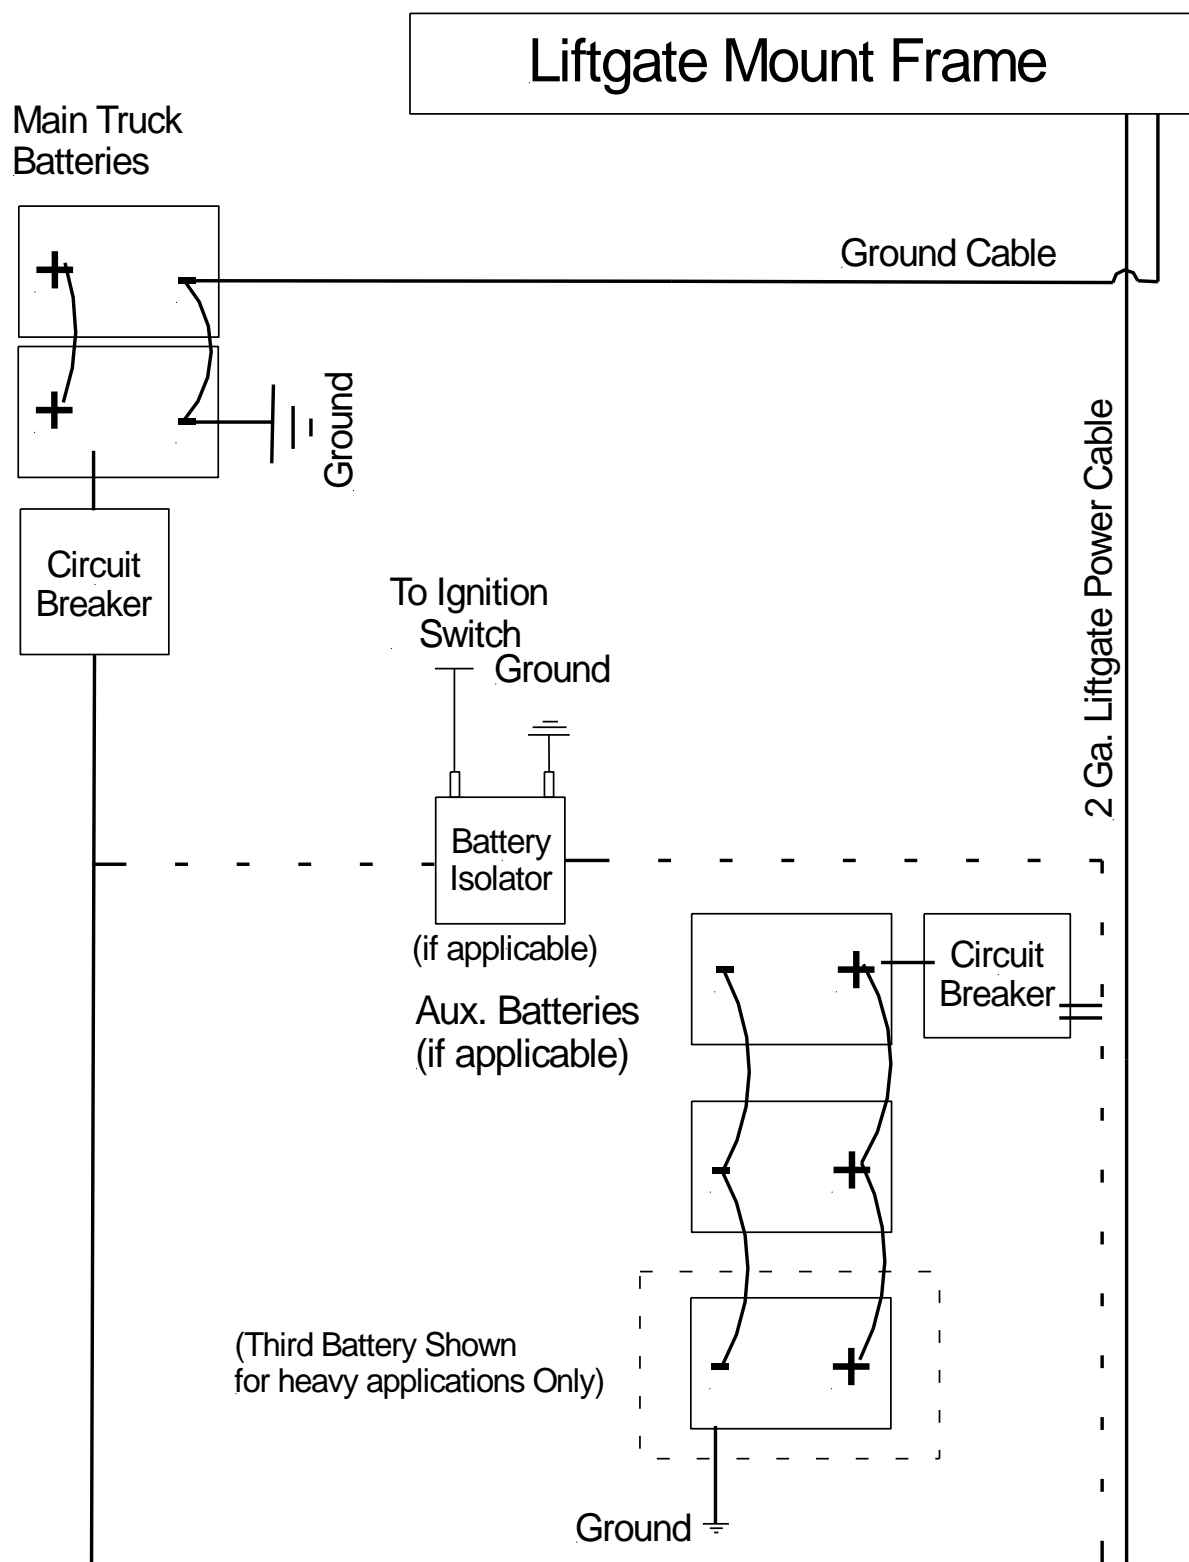 Liftgate Mount Frame
Main Truck
Batteries
Ground Cable
Ground
2 Ga. Liftgate Power Cable
Circuit
Breaker
To Ignition
Switch
Ground
Battery
Isolator
(if applicable)
Circuit
Breaker
Aux. Batteries
(if applicable)
(Third Battery Shown
for heavy applications Only)
Ground